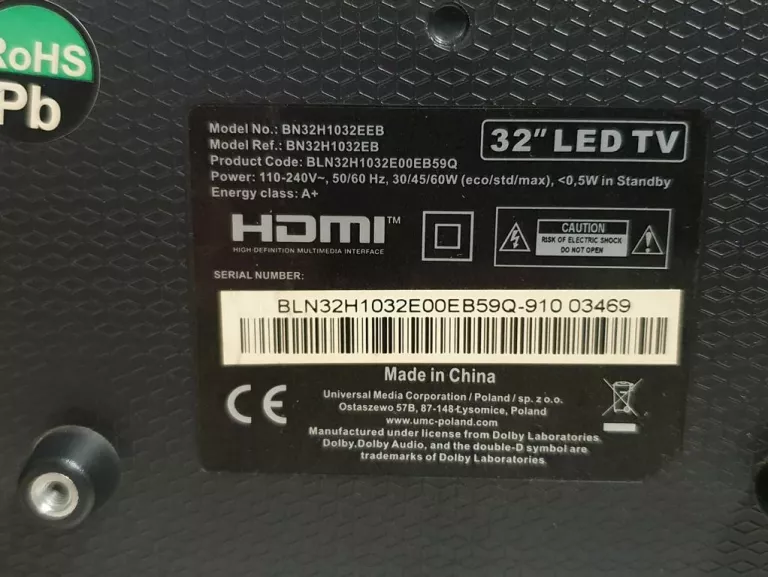 RoHS
Pb
Model No.: BN32H1032EEB
Model Ref.: BN32H1032EB
Product Code: BLN32H1032E00EB59Q
32" LED TV
Power: 110-240V~, 50/60 Hz, 30/45/60W (eco/std/max), <0,5W in Standby
Energy class: A+
HDMI™
HIGH-DEFINITION MULTIMEDIA INTERFACE
CAUTION
RISK OF ELECTRIC SHOCK
DO NOT OPEN
SERIAL NUMBER:
BLN32H1032E00EB59Q-910 03469
Made in China
CE
Universal Media Corporation / Poland / sp. z o.o.
Ostaszewo 57B, 87-148 Łysomice, Poland
www.umc-poland.com
Manufactured under license from Dolby Laboratories
Dolby,Dolby Audio, and the double-D symbol are
trademarks of Dolby Laboratories